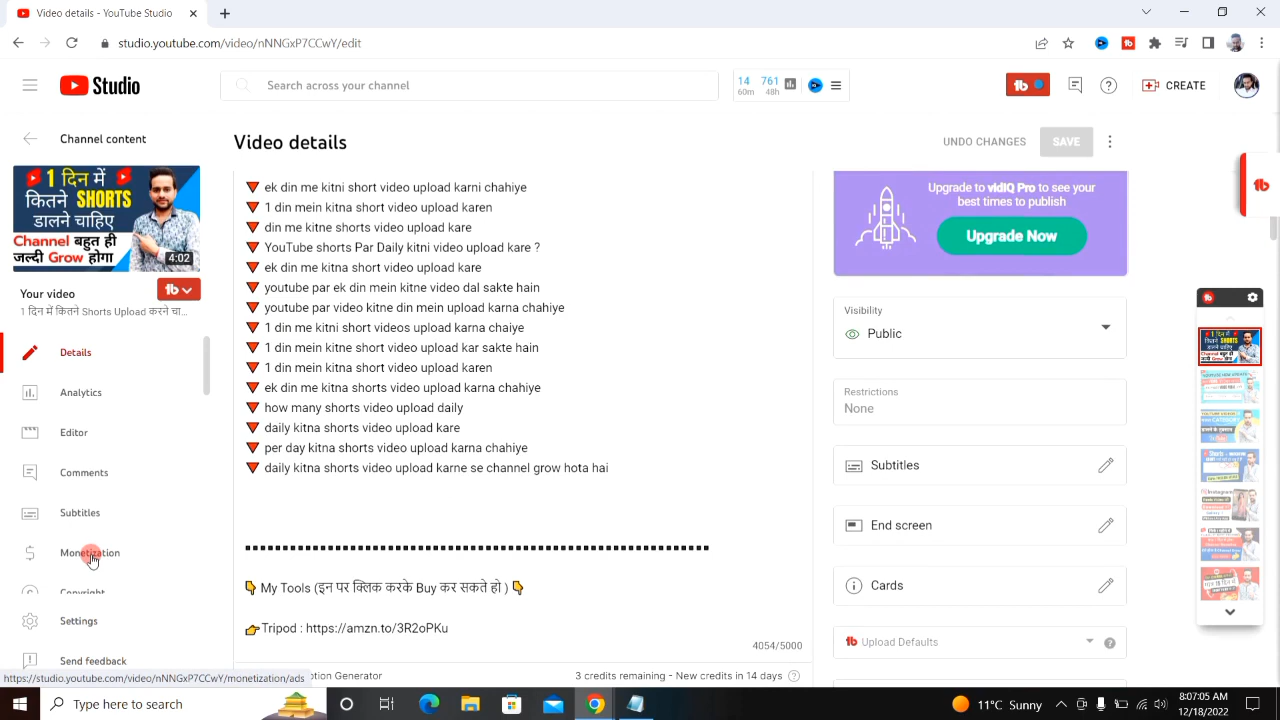 Video details - YouTube Studio
studio.youtube.com/video/nNNGxP7CCwY/edit
Studio
Search across your channel
14 761
60m 48h
CREATE
Channel content
Video details
UNDO CHANGES
SAVE
1 दिन में
कितने SHORTS
डालने चाहिए
Channel बहुत ही
जल्दी Grow होगा
4:02
Your video
1 दिन में कितने Shorts Upload करने चा...
Details
Analytics
Editor
Comments
Subtitles
Monetization
Copyright
Settings
Send feedback
ek din me kitni short video upload karni chahiye
1 din mein kitna short video upload karen
din me kitne shorts video upload kare
YouTube shorts Par Daily kitni video upload kare ?
ek din me kitna short video upload kare
youtube par ek din mein kitne video dal sakte hain
youtube par video kitne din mein upload karna chahiye
1 din me kitni short videos upload karna chaiye
1 din mein kitne short video upload kar sakte hain
1 din mein kitna short video upload karen
ek din me kitna shorts video upload karna chahiye
how many shorts video upload daily
daily kitna shorts video upload kare
per day kitna shorts video upload karna chahiye
daily kitna shorts video upload karne se channel grow hota hai
👇 My Tools (इन पर क्लिक करके Buy कर सकते हो ) 👇
👉Tripod : https://amzn.to/3R2oPKu
4054/5000
ption Generator
3 credits remaining - New credits in 14 days
Upgrade to vidIQ Pro to see your
best times to publish
Upgrade Now
Visibility
Public
Restrictions
None
Subtitles
End screen
Cards
Upload Defaults
https://studio.youtube.com/video/nNNGxP7CCwY/monetization/ads
Type here to search
11°C Sunny
8:07:05 AM
12/18/2022